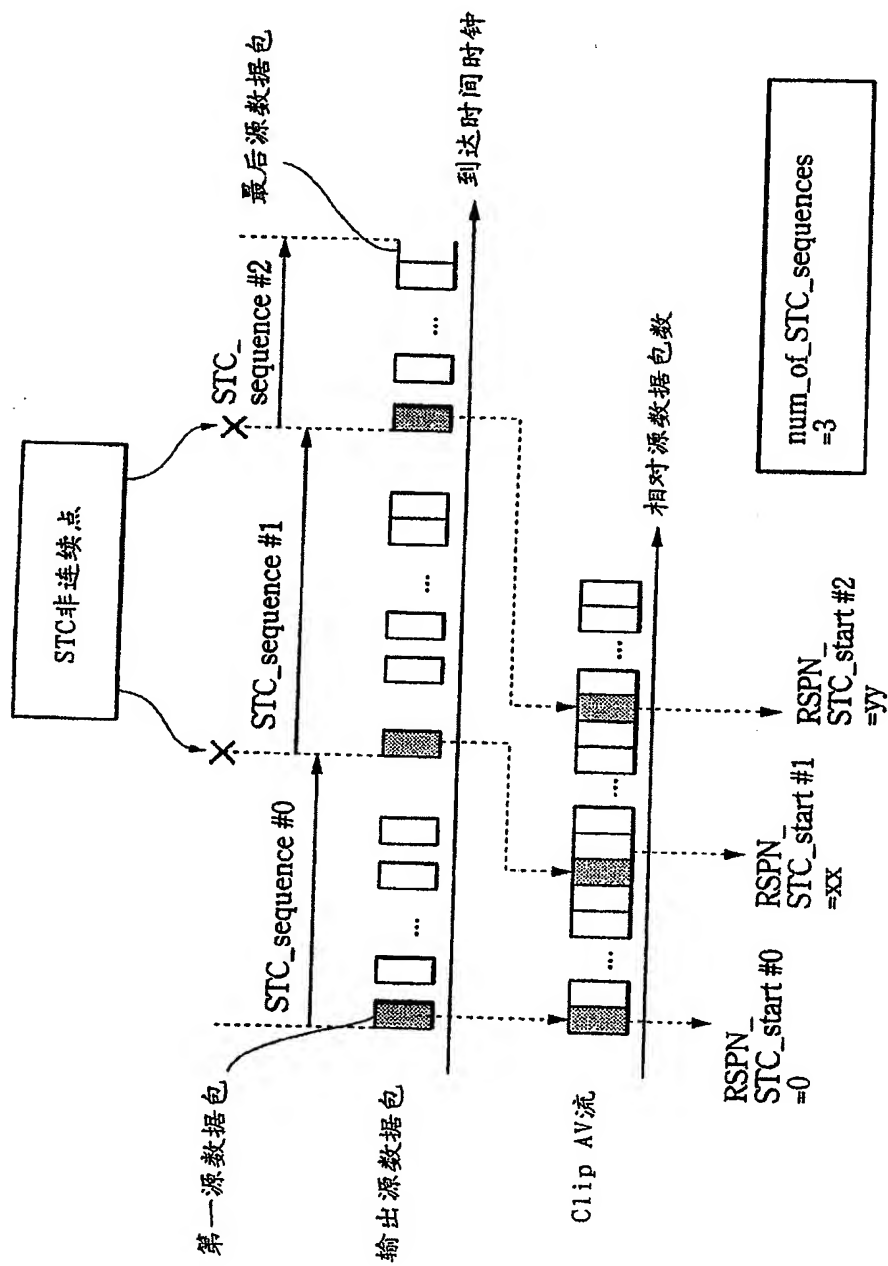 STC非连续点
最后源数据包
STC_
sequence #2
STC_sequence #1
STC_sequence #0
第一源数据包
输出源数据包
...
...
...
到达时间时钟
Clip AV流
...
...
...
相对源数据包数
RSPN_
STC_start #0
=0
RSPN_
STC_start #1
=xx
RSPN_
STC_start #2
=yy
num_of_STC_sequences
=3